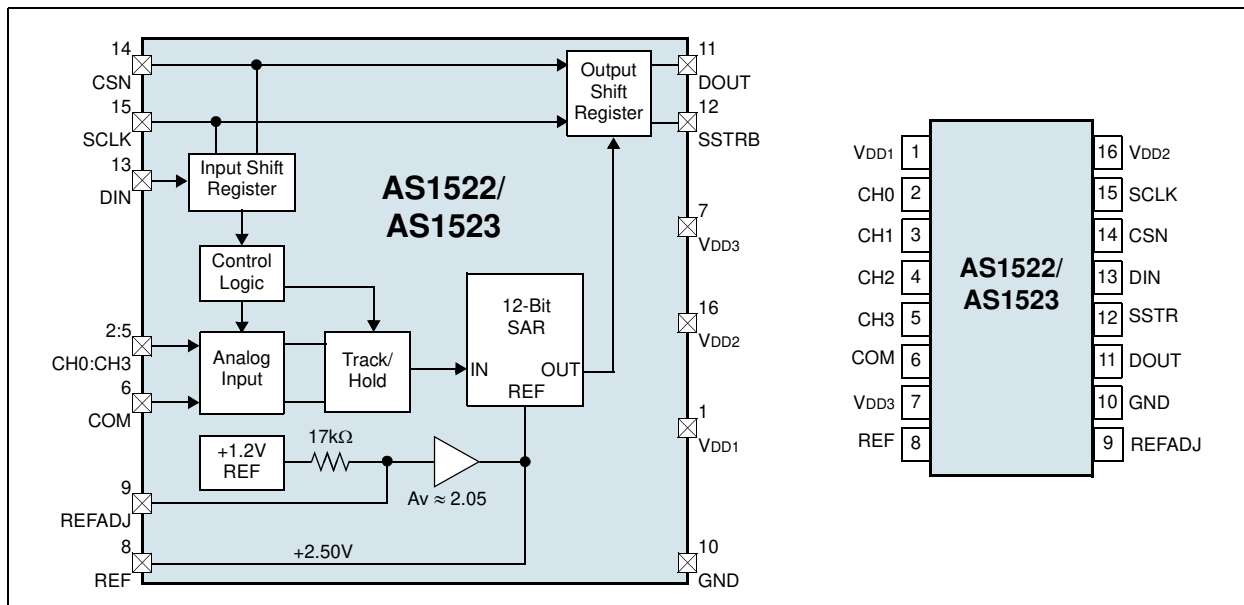 14
CSN
15
SCLK
13
DIN
Input Shift
Register
Control
Logic
2:5
CH0:CH3
6
COM
Analog
Input
Track/
Hold
+1.2V
REF
17kΩ
9
REFADJ
8
REF
+2.50V
Av ≈ 2.05
AS1522/
AS1523
12-Bit
SAR
IN
OUT
REF
Output
Shift
Register
11
DOUT
12
SSTRB
7
VDD3
16
VDD2
1
VDD1
10
GND
VDD1 1
CH0 2
CH1 3
CH2 4
CH3 5
COM 6
VDD3 7
REF 8
AS1522/
AS1523
16 VDD2
15 SCLK
14 CSN
13 DIN
12 SSTR
11 DOUT
10 GND
9 REFADJ